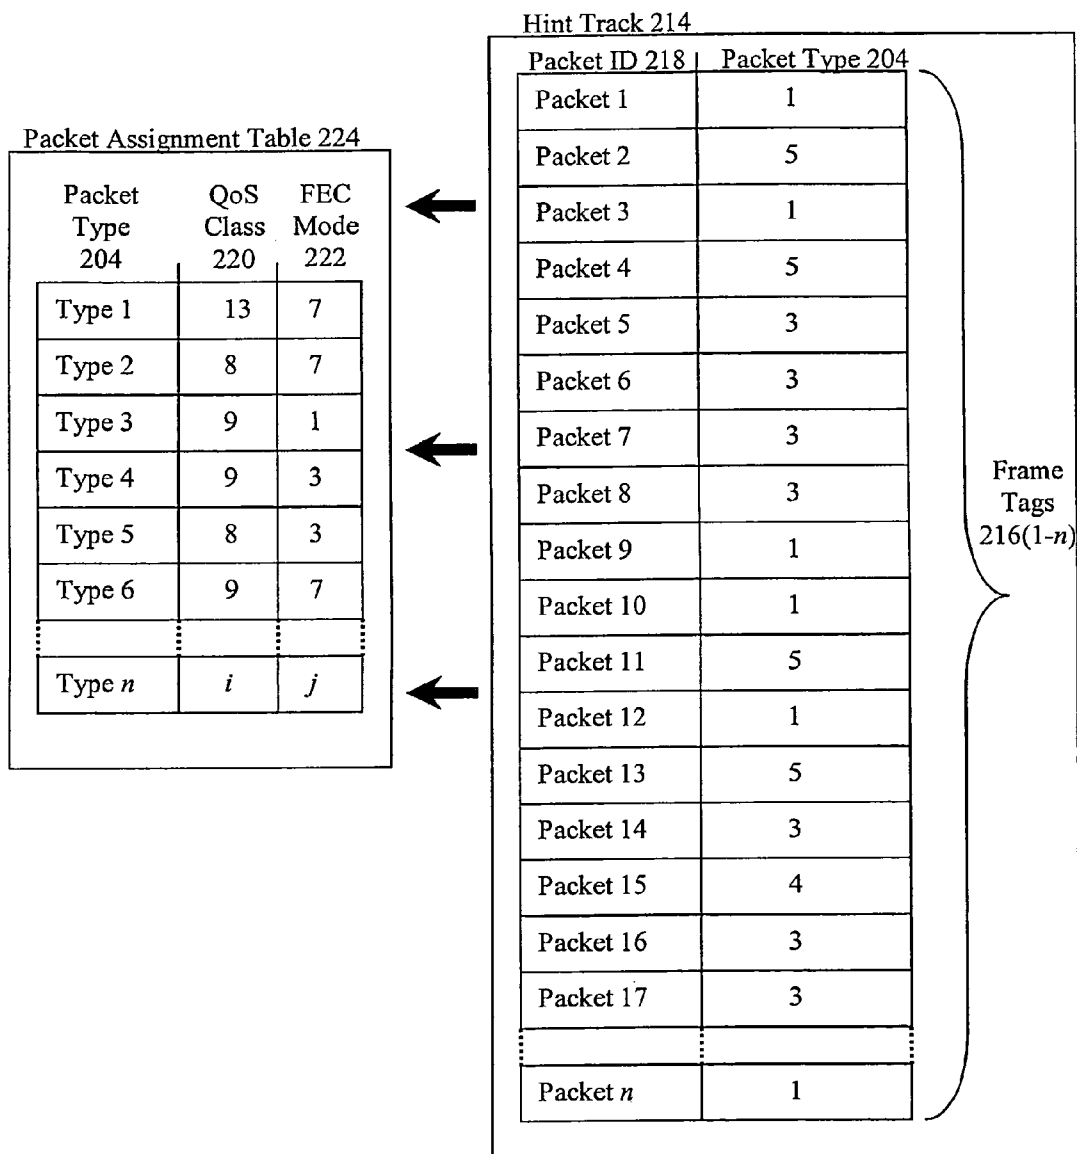 Hint Track 214
Packet ID 218 Packet Type 204
Packet 1 1
Packet 2 5
Packet 3 1
Packet 4 5
Packet 5 3
Packet 6 3
Packet 7 3
Packet 8 3
Packet 9 1
Packet 10 1
Packet 11 5
Packet 12 1
Packet 13 5
Packet 14 3
Packet 15 4
Packet 16 3
Packet 17 3
Packet n 1
Frame
Tags
216(1-n)
Packet Assignment Table 224
Packet QoS FEC
Type Class Mode
204 220 222
Type 1 13 7
Type 2 8 7
Type 3 9 1
Type 4 9 3
Type 5 8 3
Type 6 9 7
Type n i j